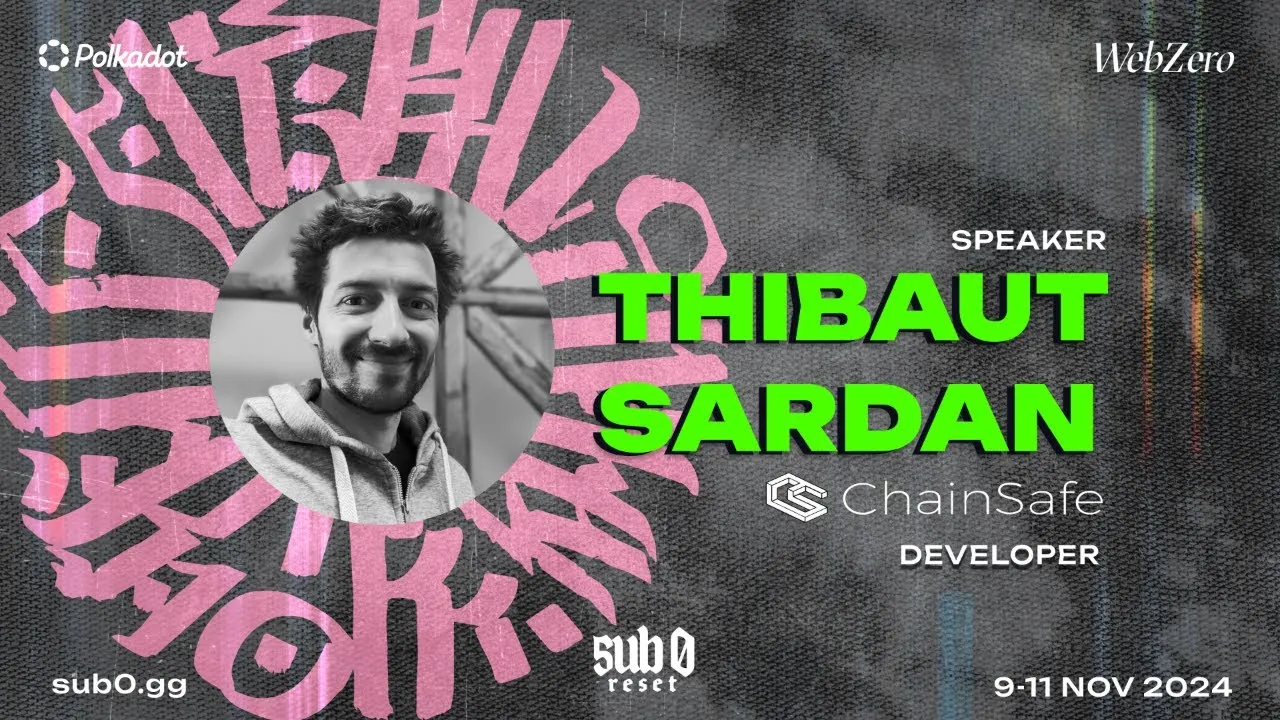 Polkadot
WebZero
SPEAKER
THIBAUT
SARDAN
ChainSafe
DEVELOPER
sub0
reset
sub0.gg
9-11 NOV 2024